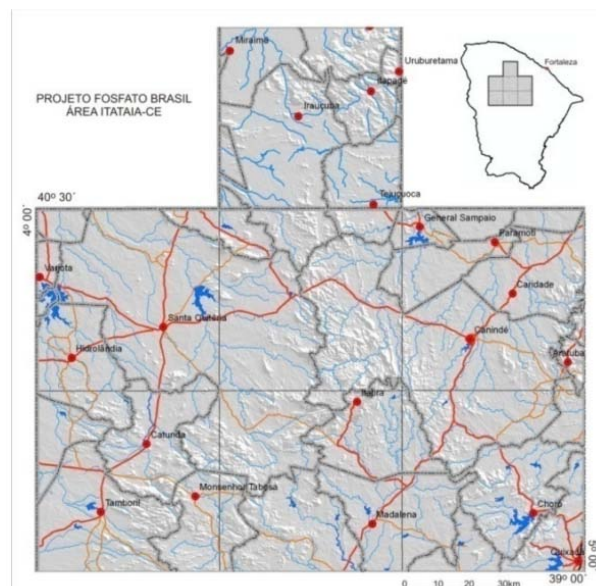 Miraíma
Uruburetama
Fortaleza
Itapagé
PROJETO FOSFATO BRASIL
ÁREA ITATAIA-CE
Irauçuba
Tejuçuoca
40º 30´
4º 00´
General Sampaio
Paramoti
Varjota
Caridade
Santa Quitéria
Canindé
Hidrolândia
Aratuba
Itatira
Catunda
Monsenhor Tabosa
Tamboril
Choró
Madalena
Quixadá
5º 00´
0 10 20 30km
39º 00´